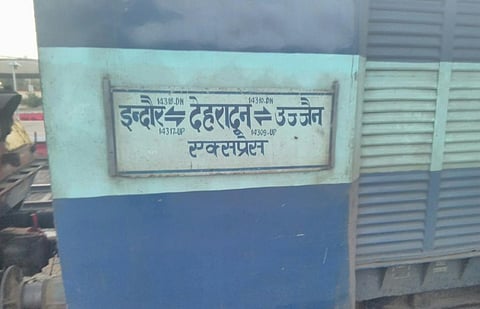 14318-DN 14310-DN
इन्दौर ⇌ देहरादून ⇌ उज्जैन
14317-UP 14309-UP
एक्सप्रेस